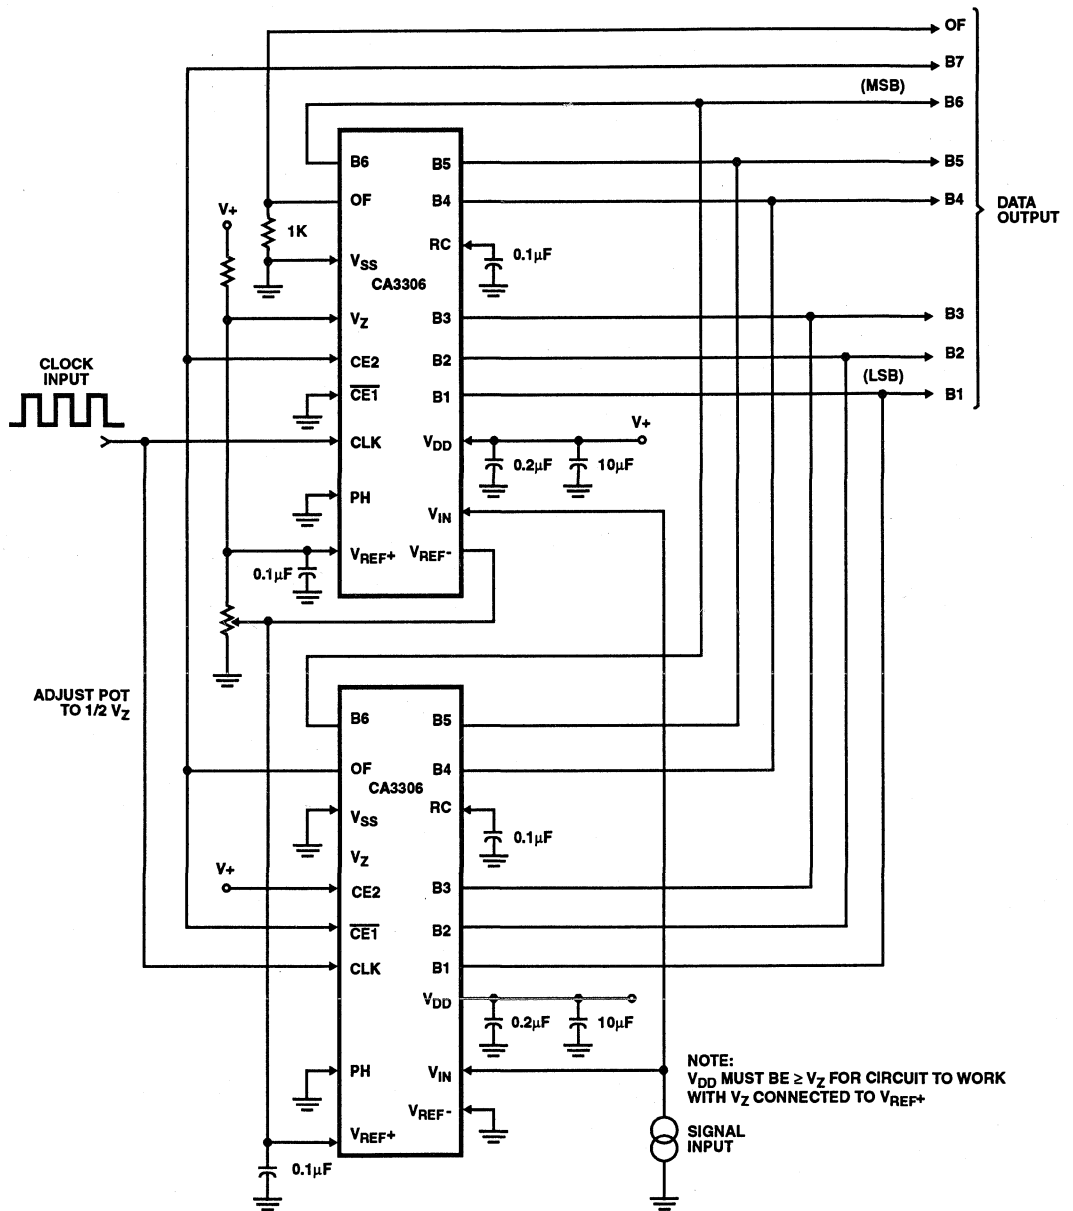 OF
B7
(MSB)
B6
B6
B5
B5
OF
B4
B4
DATA
OUTPUT
V+
1K
RC
0.1µF
VSS
CA3306
VZ
B3
B3
CLOCK
INPUT
CE2
B2
B2
(LSB)
CE1
B1
B1
V+
CLK
VDD
0.2µF
10µF
PH
VIN
VREF+
VREF-
0.1µF
ADJUST POT
TO 1/2 VZ
B6
B5
OF
B4
CA3306
RC
VSS
0.1µF
VZ
V+
CE2
B3
CE1
B2
CLK
B1
VDD
0.2µF
10µF
PH
VIN
NOTE:
VDD MUST BE ≥ VZ FOR CIRCUIT TO WORK
WITH VZ CONNECTED TO VREF+
VREF-
VREF+
SIGNAL
INPUT
0.1µF